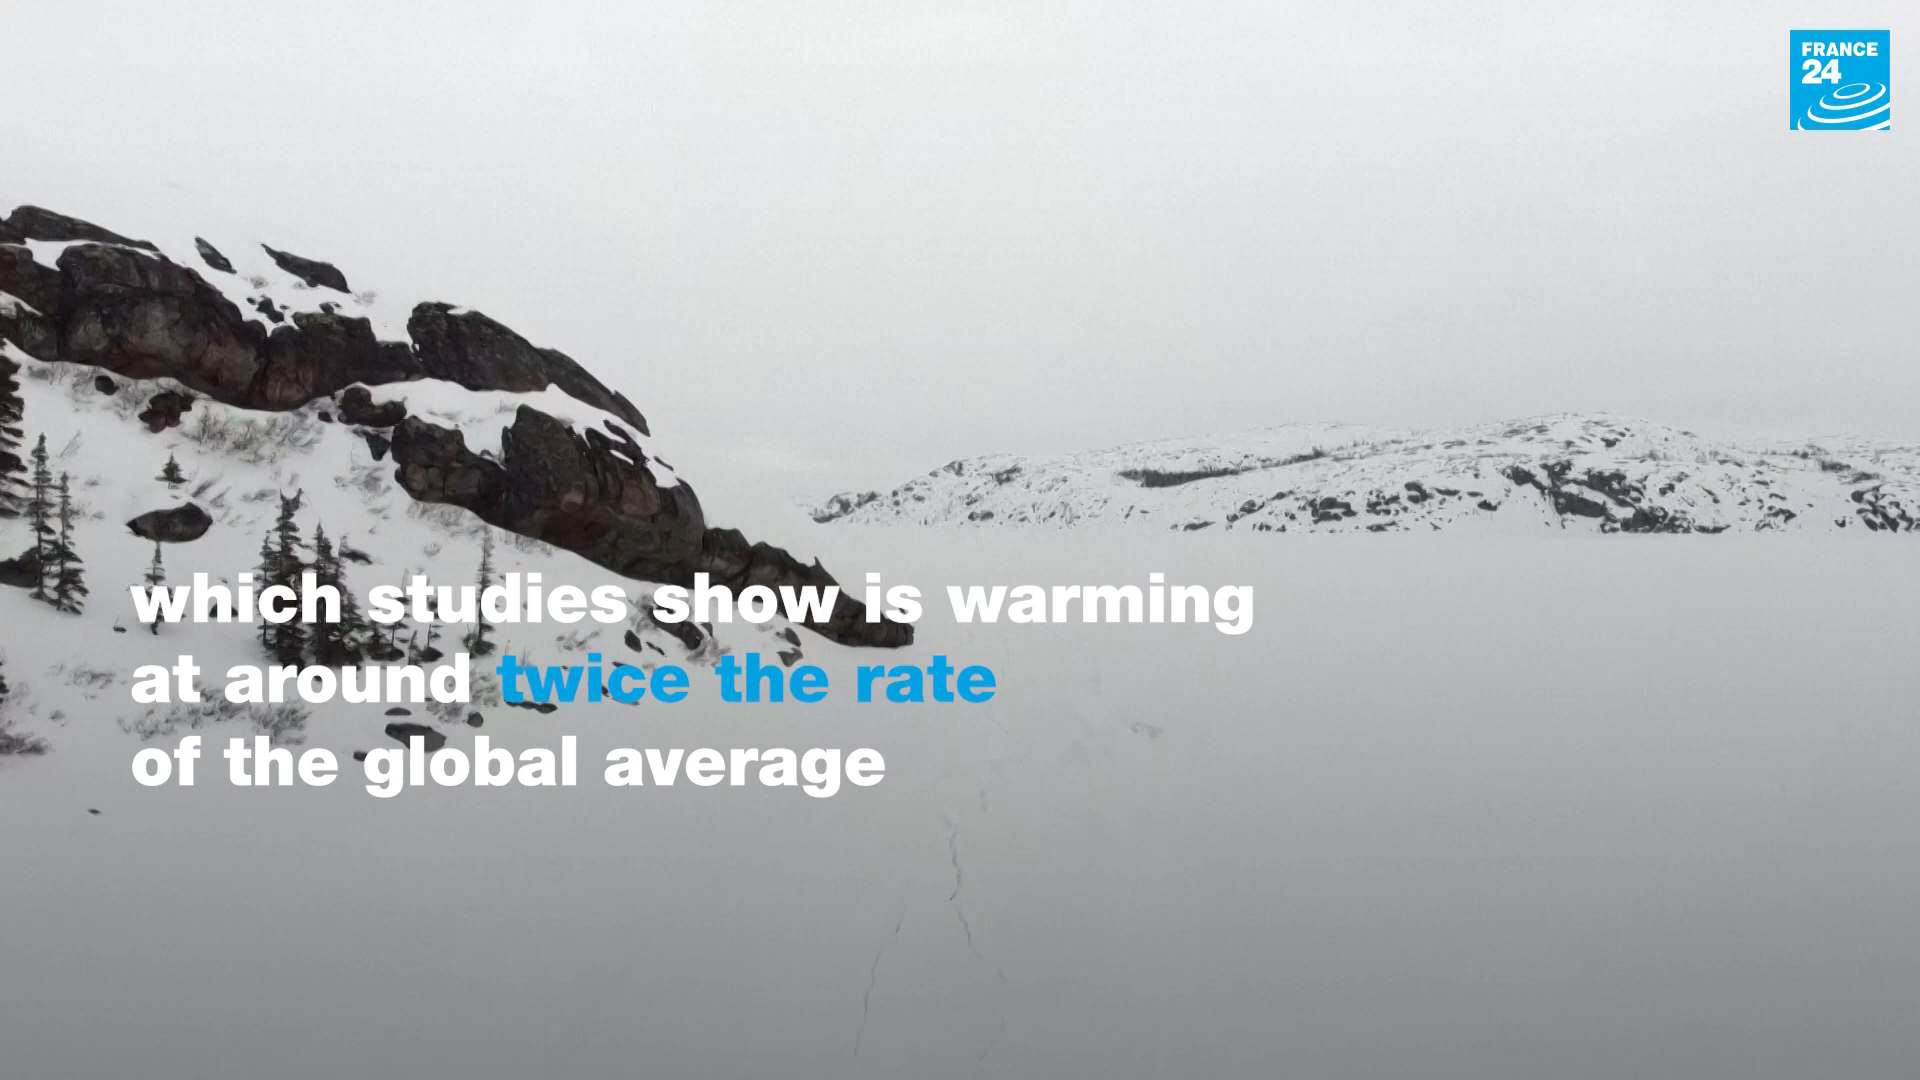 FRANCE
24
which studies show is warming
at around twice the rate
of the global average